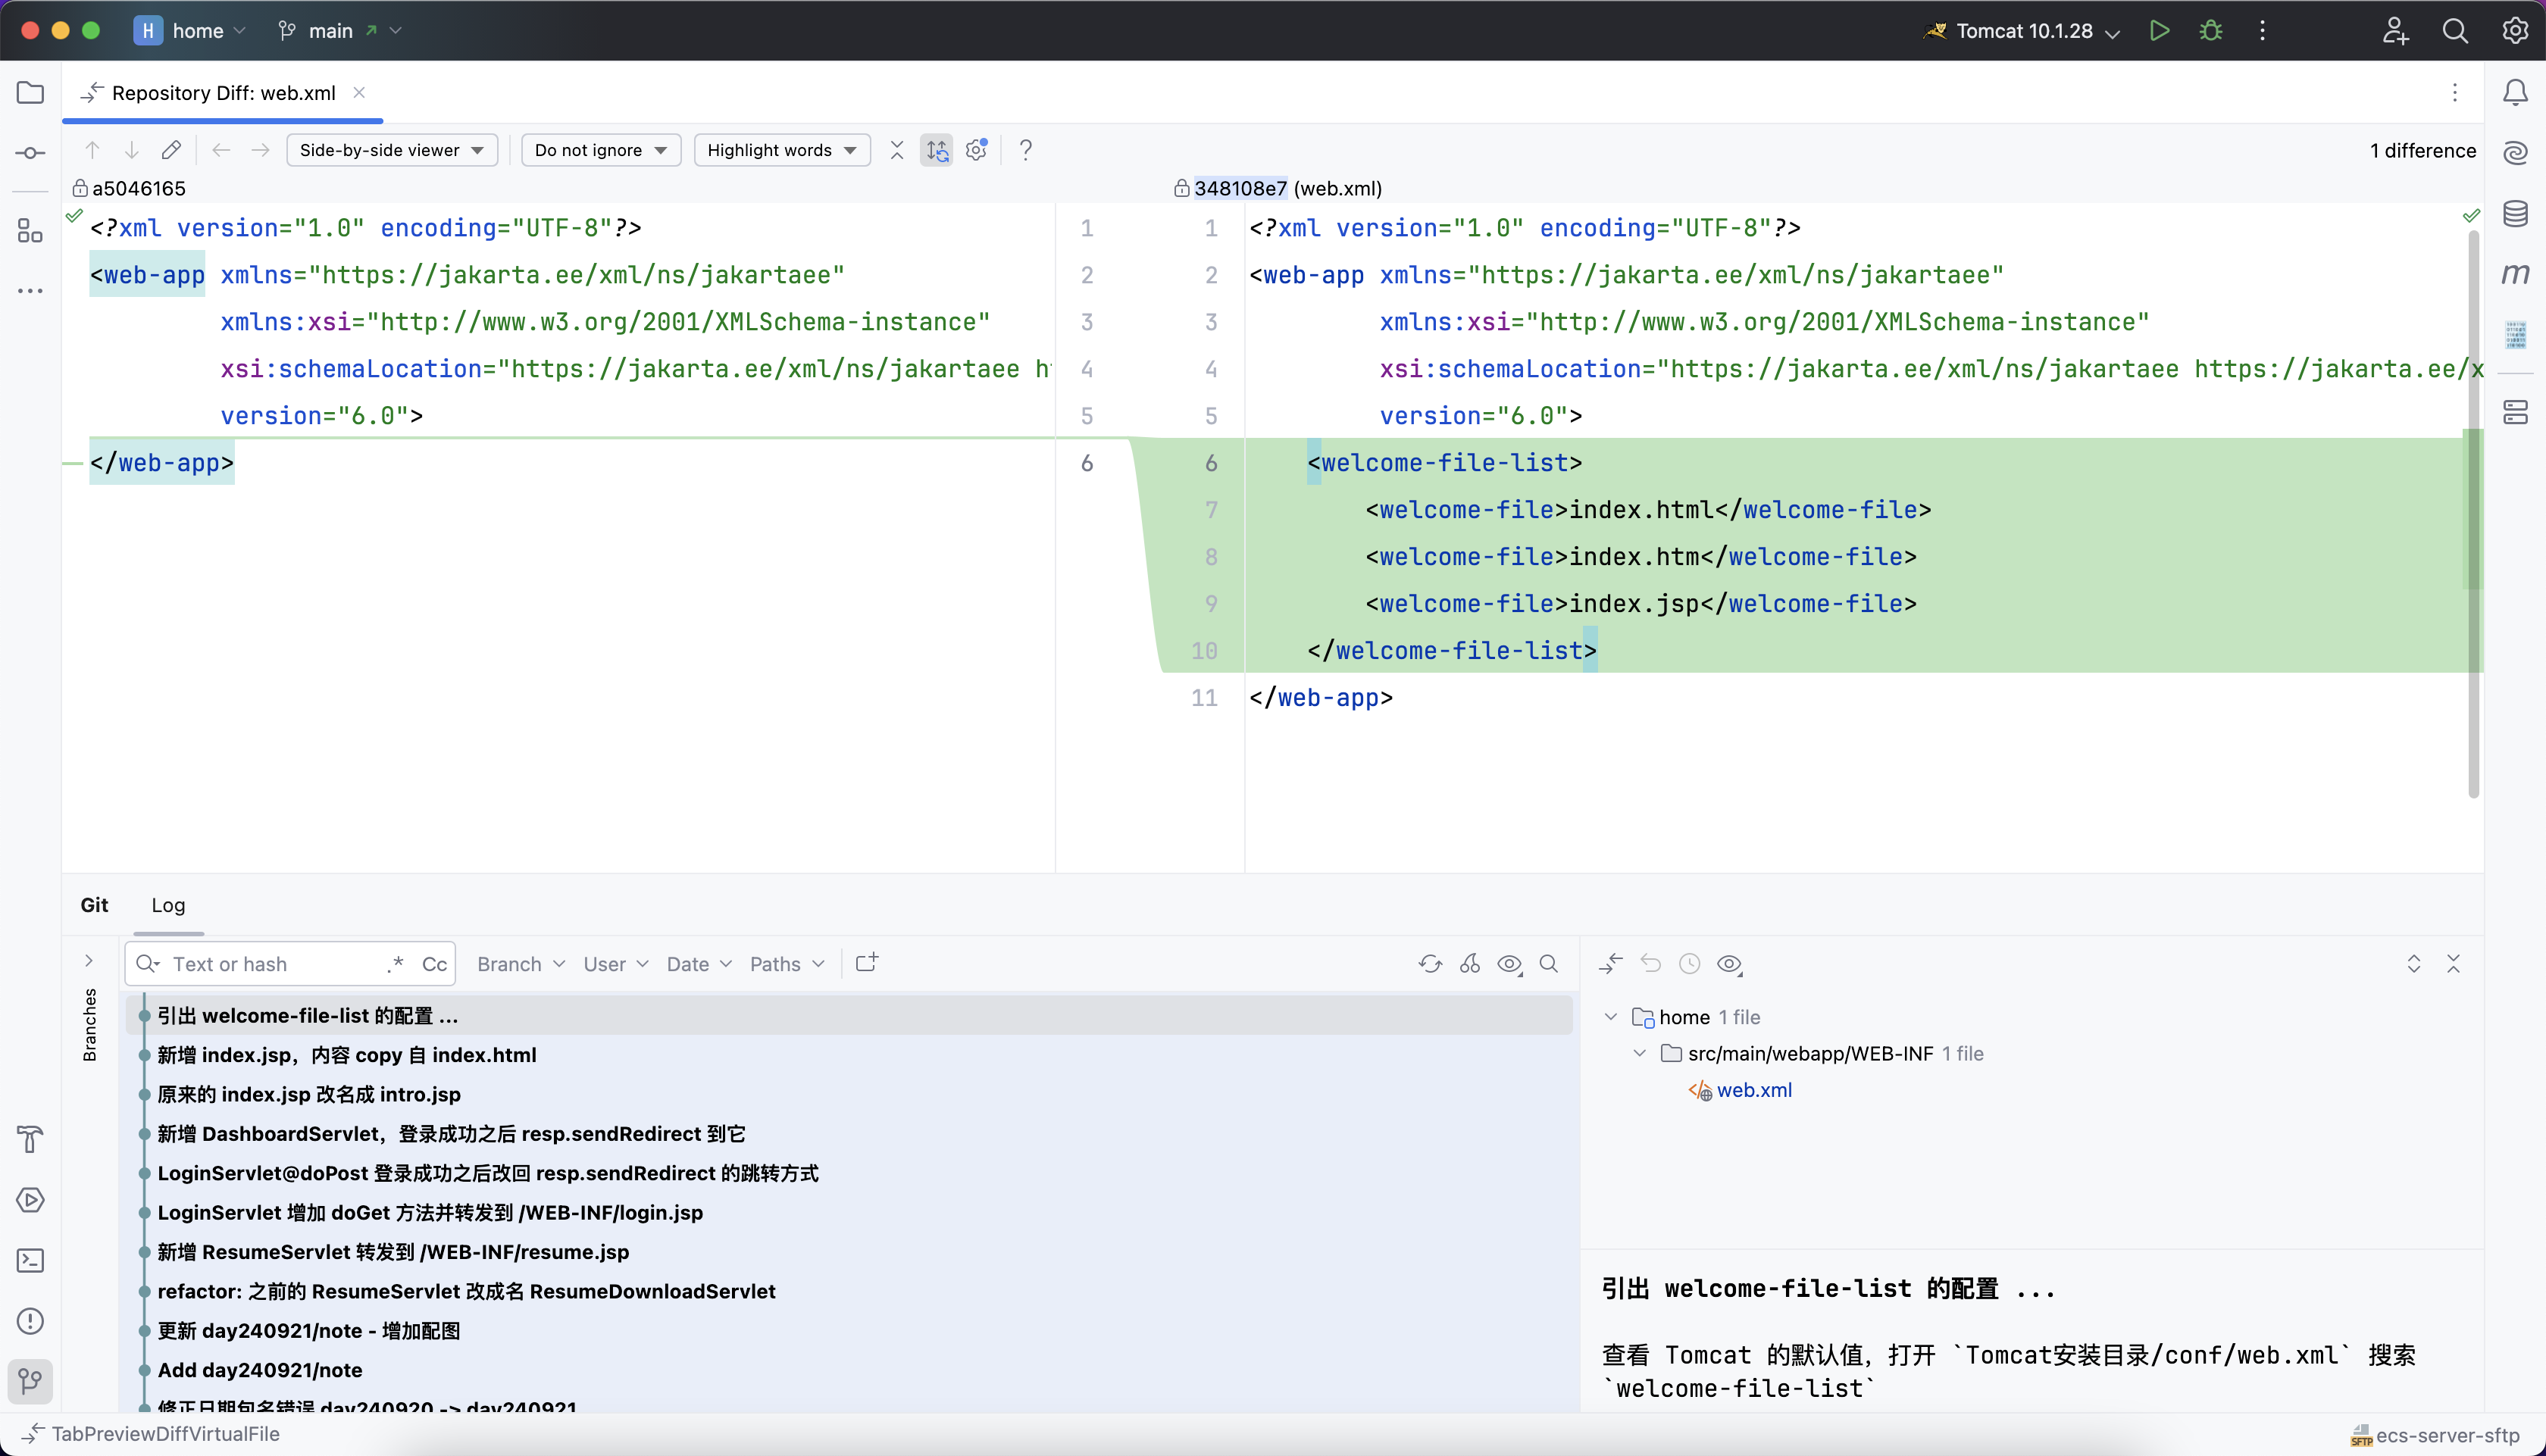 H home main Tomcat 10.1.28
Repository Diff: web.xml
Side-by-side viewer Do not ignore Highlight words ? 1 difference
a5046165
348108e7 (web.xml)
<?xml version="1.0" encoding="UTF-8"?>
<web-app xmlns="https://jakarta.ee/xml/ns/jakartaee"
xmlns:xsi="http://www.w3.org/2001/XMLSchema-instance"
xsi:schemaLocation="https://jakarta.ee/xml/ns/jakartaee h
version="6.0">
</web-app>
1
2
3
4
5
6
1 <?xml version="1.0" encoding="UTF-8"?>
2 <web-app xmlns="https://jakarta.ee/xml/ns/jakartaee"
3 xmlns:xsi="http://www.w3.org/2001/XMLSchema-instance"
4 xsi:schemaLocation="https://jakarta.ee/xml/ns/jakartaee https://jakarta.ee/x
5 version="6.0">
6 <welcome-file-list>
7 <welcome-file>index.html</welcome-file>
8 <welcome-file>index.htm</welcome-file>
9 <welcome-file>index.jsp</welcome-file>
10 </welcome-file-list>
11 </web-app>
m
Git Log
Text or hash .* Cc Branch User Date Paths
Branches
引出 welcome-file-list 的配置 ...
新增 index.jsp，内容 copy 自 index.html
原来的 index.jsp 改名成 intro.jsp
新增 DashboardServlet，登录成功之后 resp.sendRedirect 到它
LoginServlet@doPost 登录成功之后改回 resp.sendRedirect 的跳转方式
LoginServlet 增加 doGet 方法并转发到 /WEB-INF/login.jsp
新增 ResumeServlet 转发到 /WEB-INF/resume.jsp
refactor: 之前的 ResumeServlet 改成名 ResumeDownloadServlet
更新 day240921/note - 增加配图
Add day240921/note
修正日期包名错误 day240920 -> day240921
home 1 file
src/main/webapp/WEB-INF 1 file
web.xml
引出 welcome-file-list 的配置 ...
查看 Tomcat 的默认值，打开 `Tomcat安装目录/conf/web.xml` 搜索
`welcome-file-list`
TabPreviewDiffVirtualFile
SFTP ecs-server-sftp